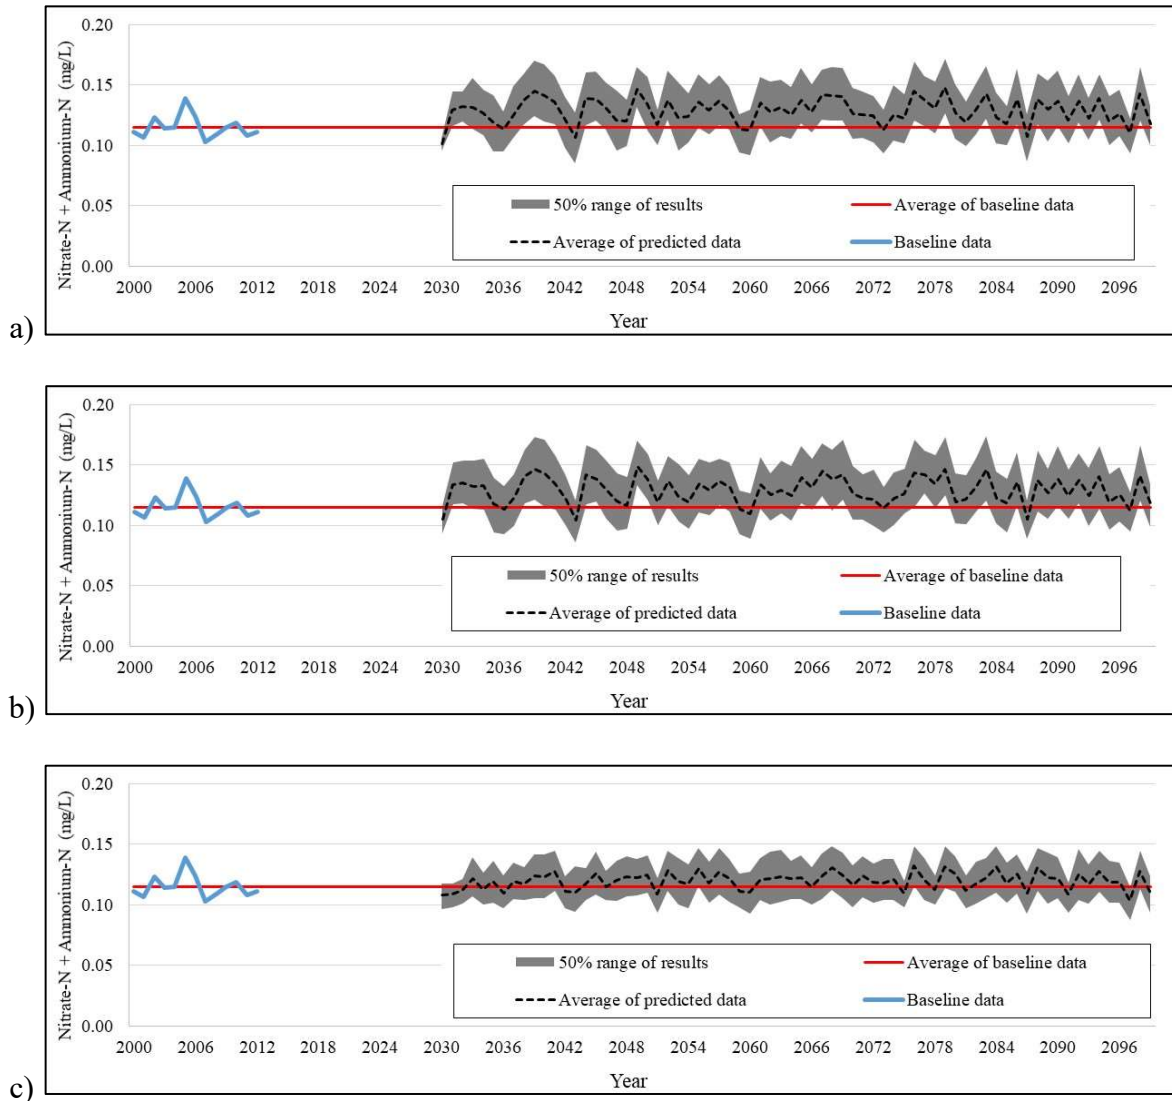 Nitrate-N + Ammonium-N (mg/L)
0.20
0.15
0.10
0.05
0.00
2000 2006 2012 2018 2024 2030 2036 2042 2048 2054 2060 2066 2072 2078 2084 2090 2096
Year
50% range of results
Average of baseline data
Average of predicted data
Baseline data
a)
Nitrate-N + Ammonium-N (mg/L)
0.20
0.15
0.10
0.05
0.00
2000 2006 2012 2018 2024 2030 2036 2042 2048 2054 2060 2066 2072 2078 2084 2090 2096
Year
50% range of results
Average of baseline data
Average of predicted data
Baseline data
b)
Nitrate-N + Ammonium-N (mg/L)
0.20
0.15
0.10
0.05
0.00
2000 2006 2012 2018 2024 2030 2036 2042 2048 2054 2060 2066 2072 2078 2084 2090 2096
Year
50% range of results
Average of baseline data
Average of predicted data
Baseline data
c)